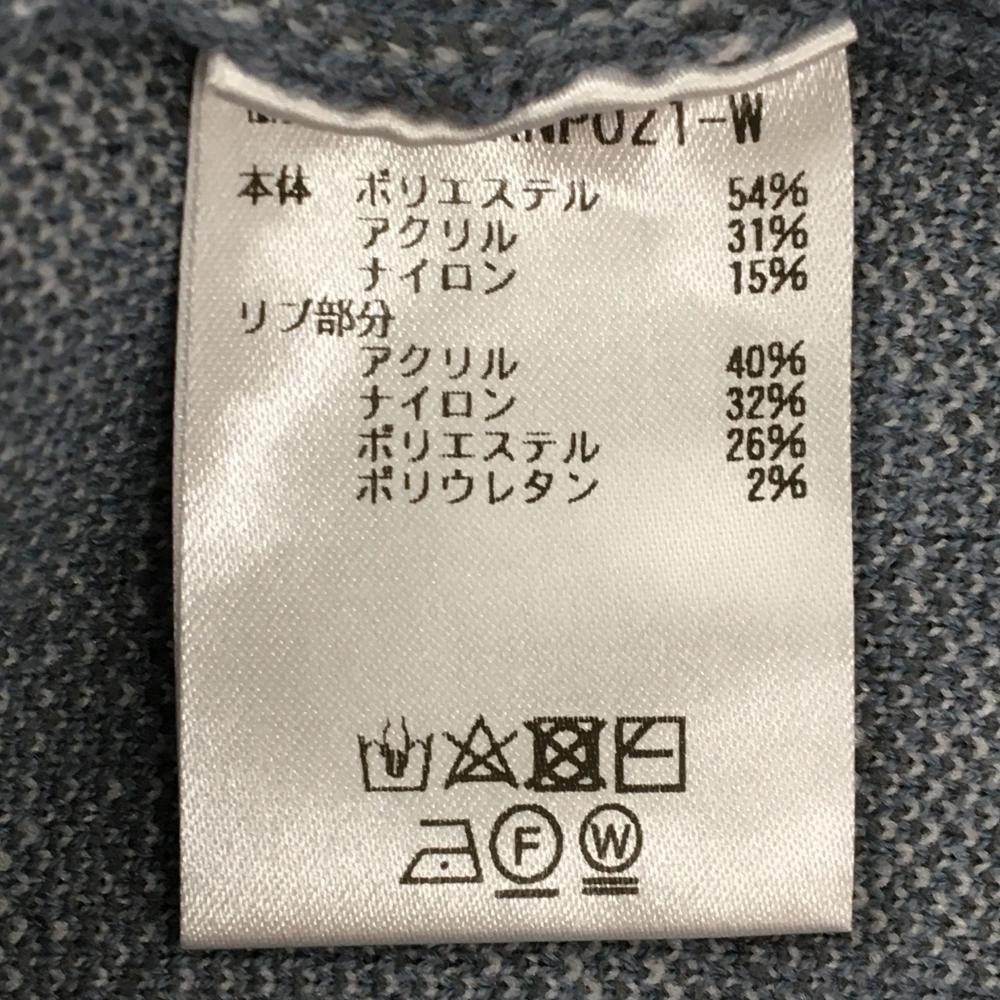 NP021-W
本体 ポリエステル 54%
アクリル 31%
ナイロン 15%
リブ部分
アクリル 40%
ナイロン 32%
ポリエステル 26%
ポリウレタン 2%
F W